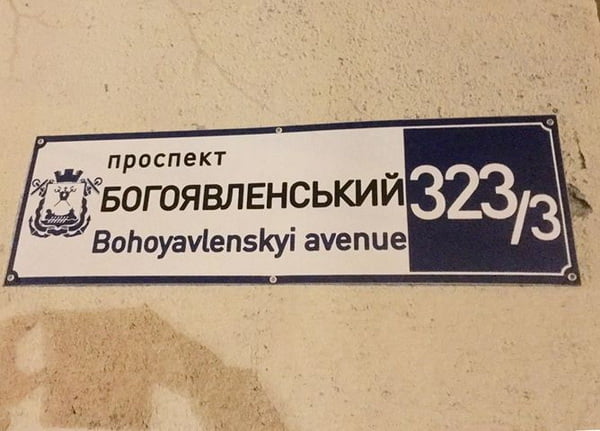 проспект
БОГОЯВЛЕНСЬКИЙ
Bohoyavlenskyi avenue
323/3